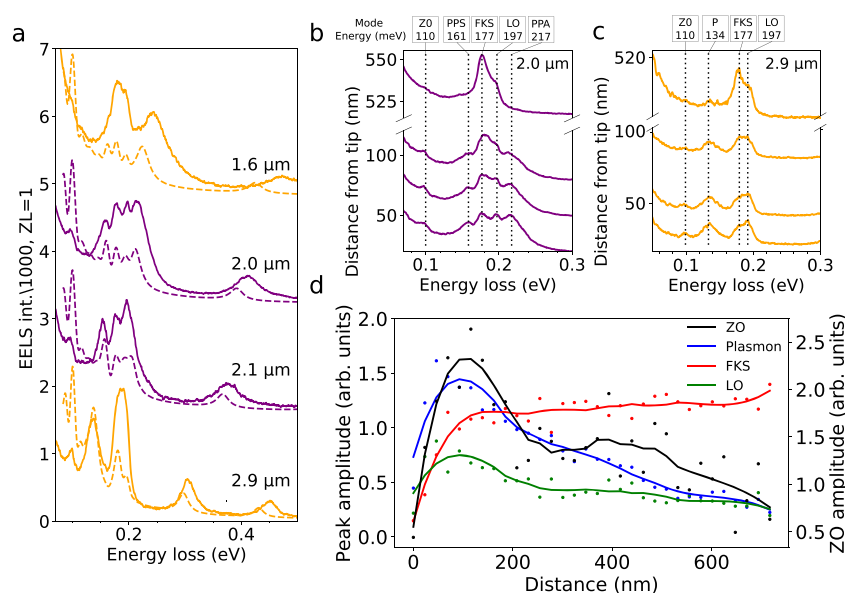 a
7
6
5
4
3
2
1
0
EELS int.\1000, ZL=1
1.6 µm
2.0 µm
2.1 µm
2.9 µm
0.2
0.4
Energy loss (eV)
b
Mode
Energy (meV)
Z0
110
PPS
161
FKS
177
LO
197
PPA
217
2.0 µm
550
525
100
50
Distance from tip (nm)
0.1
0.2
0.3
Energy loss (eV)
c
Z0
110
P
134
FKS
177
LO
197
2.9 µm
520
100
50
Distance from tip (nm)
0.1
0.2
0.3
Energy loss (eV)
d
2.0
1.5
1.0
0.5
0.0
Peak amplitude (arb. units)
ZO
Plasmon
FKS
LO
2.5
2.0
1.5
1.0
0.5
ZO amplitude (arb. units)
0
200
400
600
Distance (nm)